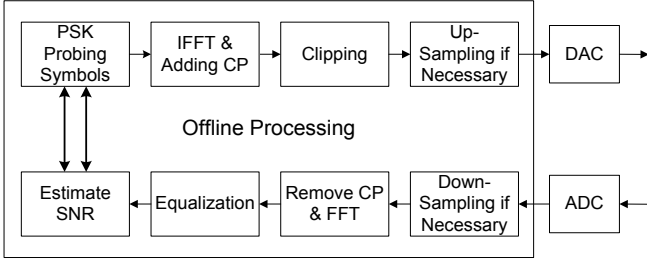 PSK
Probing
Symbols
IFFT &
Adding CP
Clipping
Up-
Sampling if
Necessary
DAC
Offline Processing
Estimate
SNR
Equalization
Remove CP
& FFT
Down-
Sampling if
Necessary
ADC